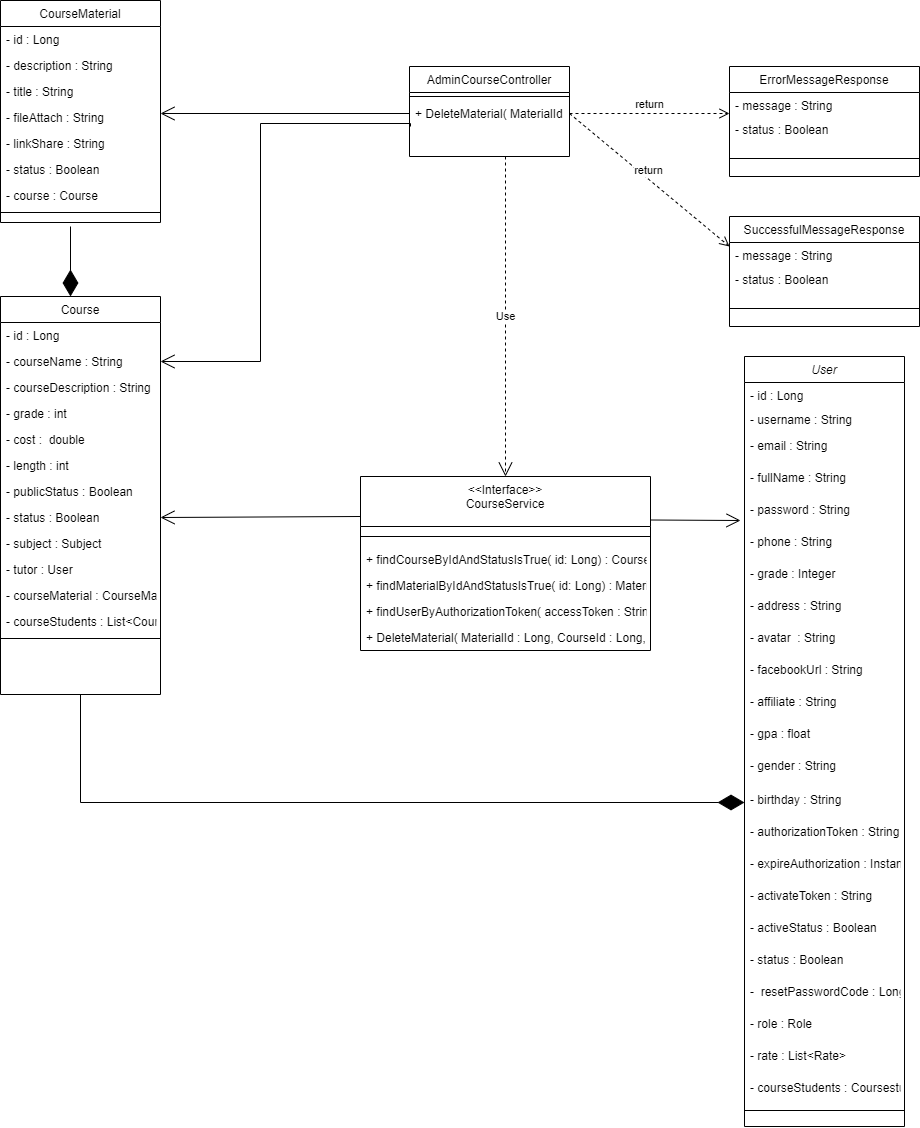 CourseMaterial
- id : Long
- description : String
- title : String
- fileAttach : String
- linkShare : String
- status : Boolean
- course : Course
AdminCourseController
+ DeleteMaterial( MaterialId
return
return
Use
ErrorMessageResponse
- message : String
- status : Boolean
SuccessfulMessageResponse
- message : String
- status : Boolean
Course
- id : Long
- courseName : String
- courseDescription : String
- grade : int
- cost :  double
- length : int
- publicStatus : Boolean
- status : Boolean
- subject : Subject
- tutor : User
- courseMaterial : CourseMa
- courseStudents : List<Cour
<<Interface>>
CourseService
+ findCourseByIdAndStatusIsTrue( id: Long) : Course
+ findMaterialByIdAndStatusIsTrue( id: Long) : Mater
+ findUserByAuthorizationToken( accessToken : Strin
+ DeleteMaterial( MaterialId : Long, CourseId : Long,
User
- id : Long
- username : String
- email : String
- fullName : String
- password : String
- phone : String
- grade : Integer
- address : String
- avatar  : String
- facebookUrl : String
- affiliate : String
- gpa : float
- gender : String
- birthday : String
- authorizationToken : String
- expireAuthorization : Instan
- activateToken : String
- activeStatus : Boolean
- status : Boolean
-  resetPasswordCode : Long
- role : Role
- rate : List<Rate>
- courseStudents : Coursestu